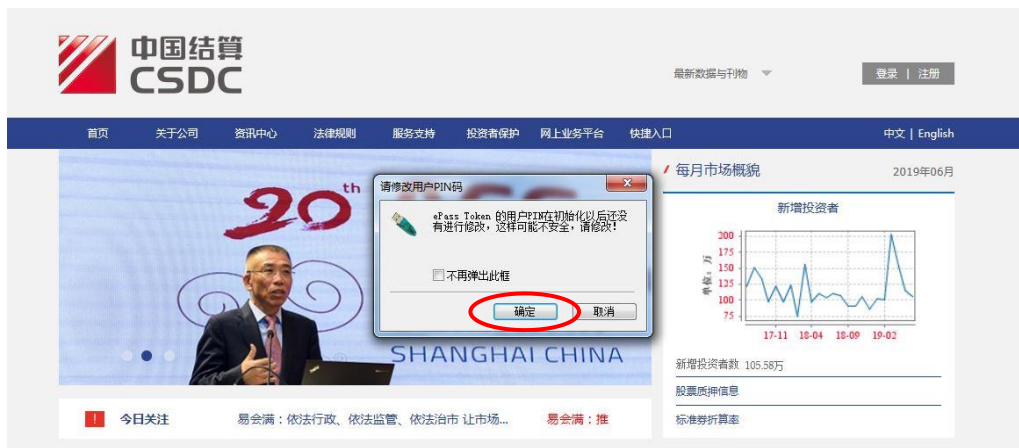 中国结算
CSDC
最新数据与刊物
登录 | 注册
首页 关于公司 资讯中心 法律规则 服务支持 投资者保护 网上业务平台 快捷入口 中文 | English
20th
SHANGHAI CHINA
请修改用户PIN码
ePass Token 的用户PIN在初始化以后还没
有进行修改，这样可能不安全，请修改！
不再弹出此框
确定 取消
每月市场概貌 2019年06月
新增投资者
单位：万
200
175
150
125
100
75
17-11 18-04 18-09 19-02
新增投资者数 105.58万
股票质押信息
标准券折算率
! 今日关注 易会满：依法行政、依法监管、依法治市 让市场... 易会满：推